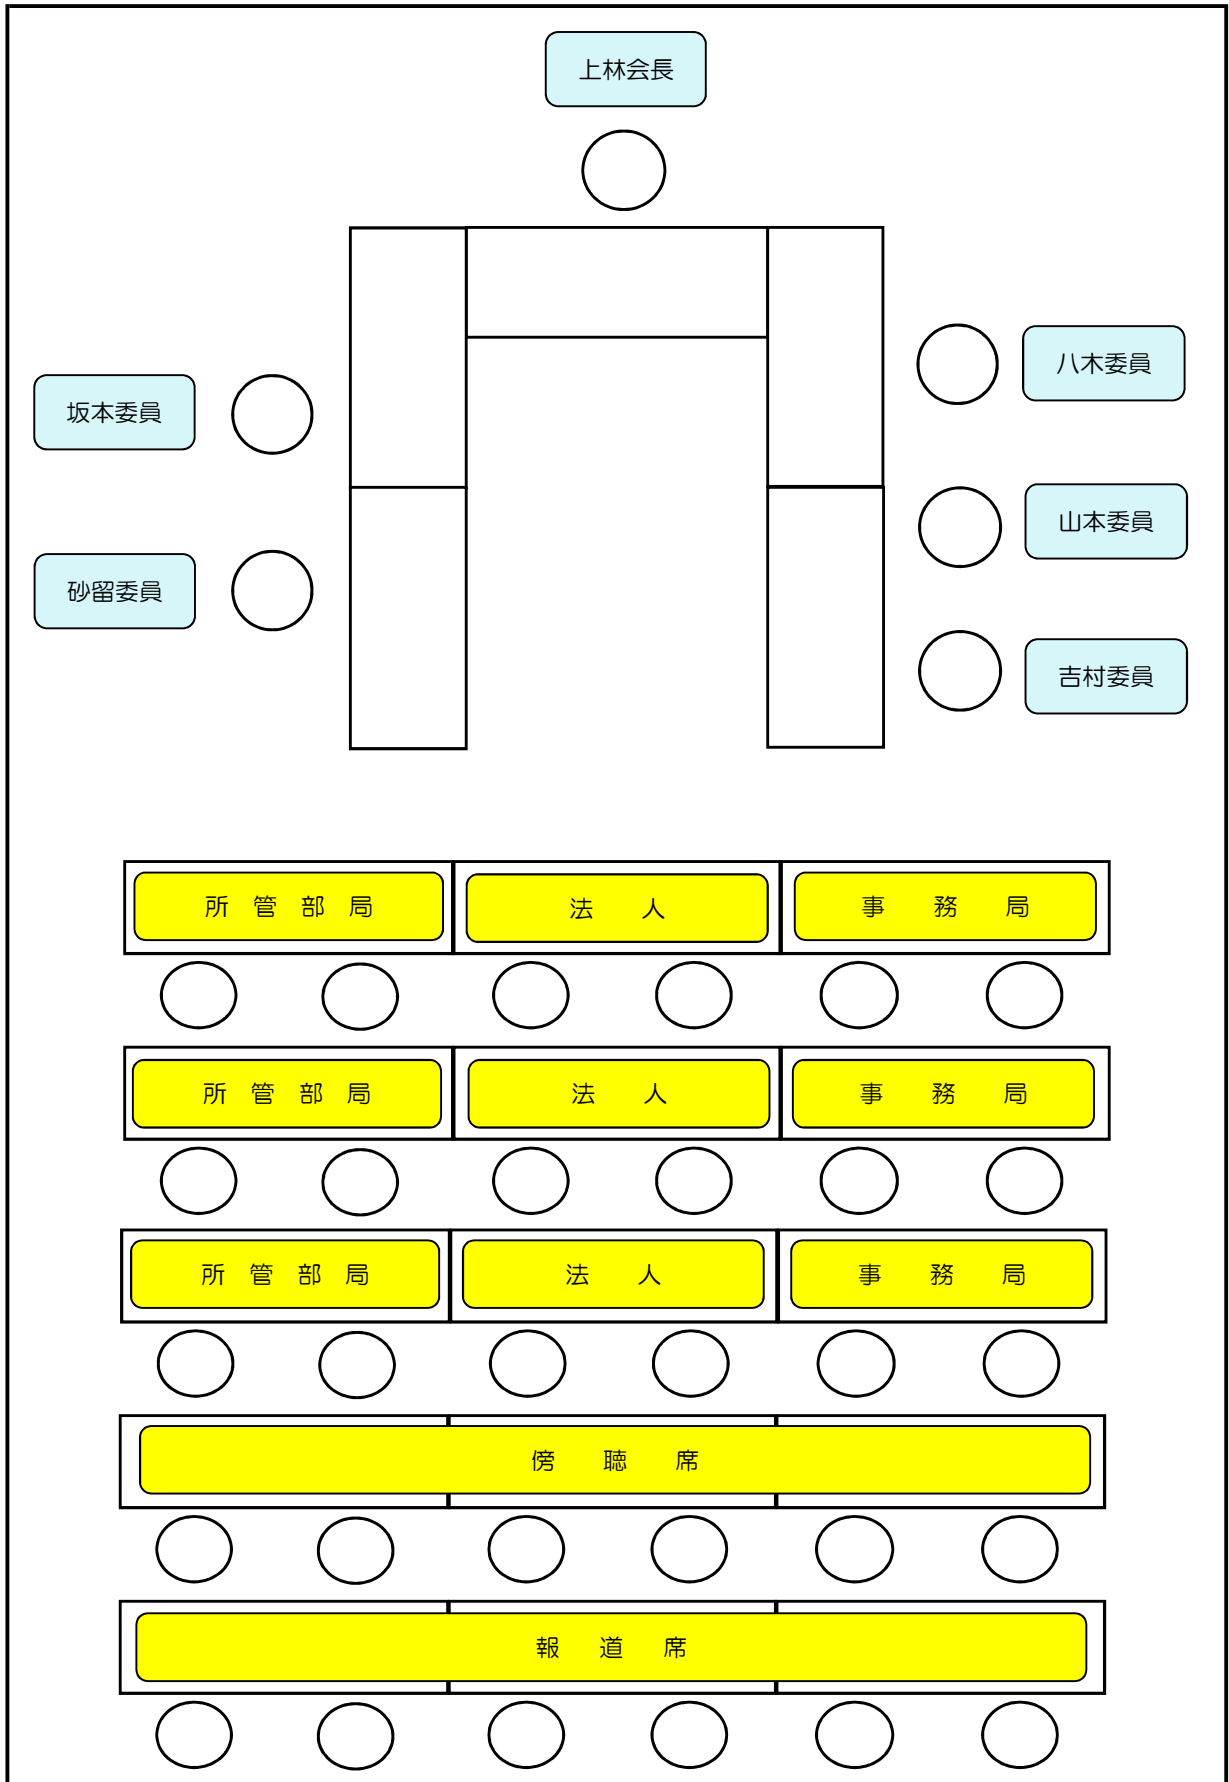 上林会長
八木委員
坂本委員
山本委員
砂留委員
吉村委員
所 管 部 局
法 人
事 務 局
所 管 部 局
法 人
事 務 局
所 管 部 局
法 人
事 務 局
傍 聴 席
報 道 席